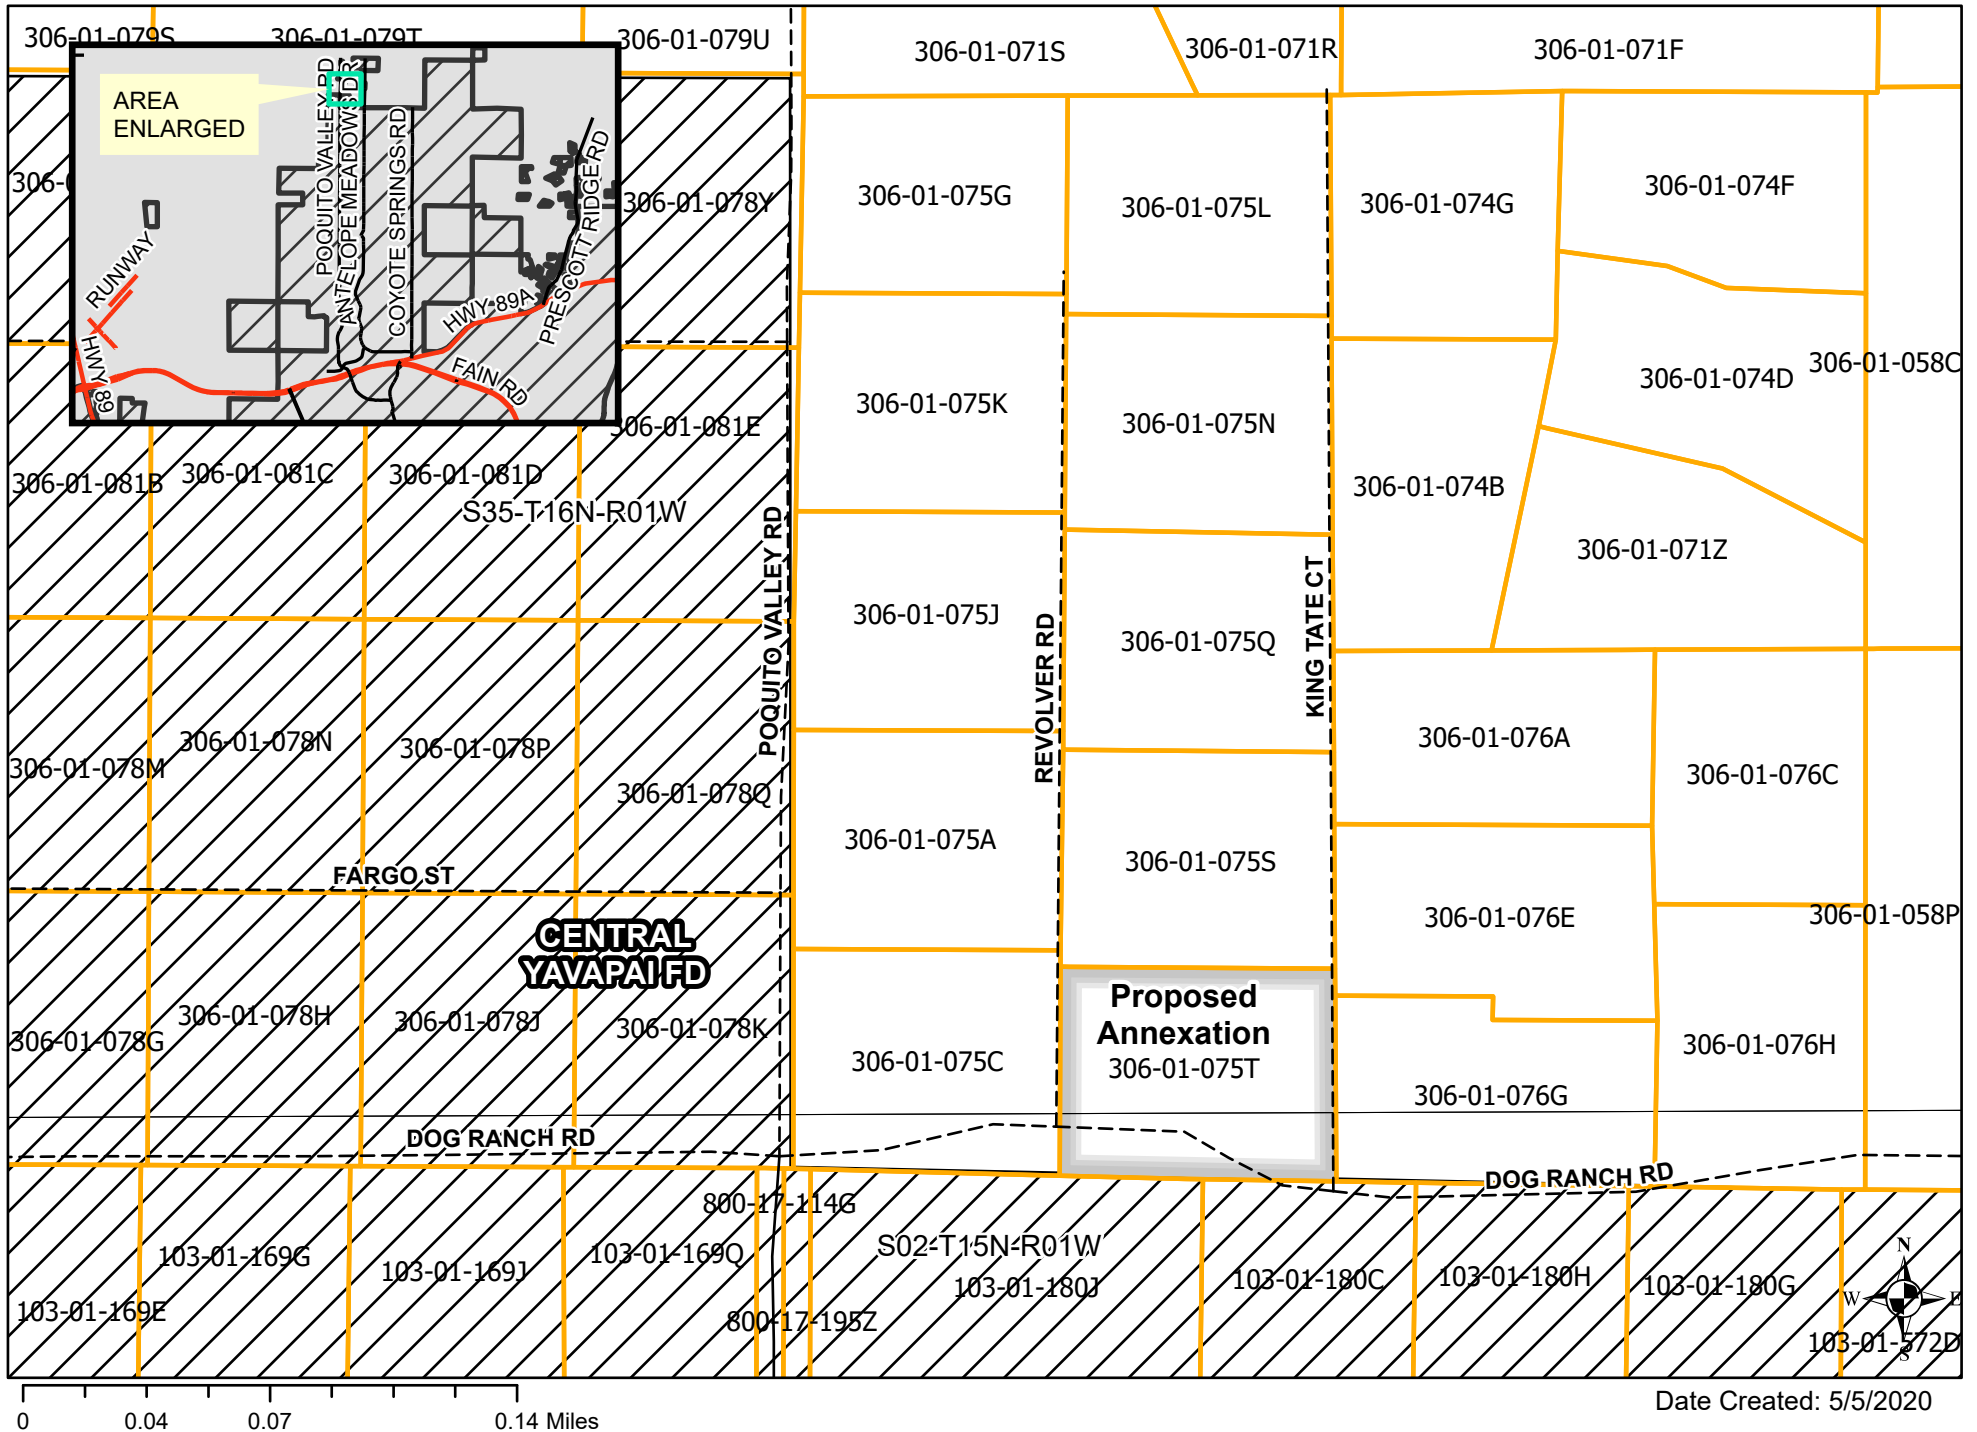 306-01-079S
306-01-079T
306-01-079U
306-01-071S
306-01-071R
306-01-071F
AREA
ENLARGED
POQUITO VALLEY RD
ANTELOPE MEADOWS DR
COYOTE SPRINGS RD
PRESCOTT RIDGE RD
RUNWAY
HWY 89A
HWY 89
FAIN RD
306-01-078Y
306-01-075G
306-01-075L
306-01-074G
306-01-074F
306-01-075K
306-01-075N
306-01-074D
306-01-058C
306-01-081E
306-01-081B
306-01-081C
306-01-081D
306-01-074B
S35-T16N-R01W
306-01-071Z
POQUITO VALLEY RD
REVOLVER RD
KING TATE CT
306-01-075J
306-01-075Q
306-01-078M
306-01-078N
306-01-078P
306-01-078Q
306-01-076A
306-01-076C
306-01-075A
306-01-075S
FARGO ST
306-01-076E
306-01-058P
CENTRAL
YAVAPAI FD
306-01-078G
306-01-078H
306-01-078J
306-01-078K
306-01-075C
Proposed
Annexation
306-01-075T
306-01-076H
306-01-076G
DOG RANCH RD
DOG RANCH RD
800-17-114G
103-01-169G
103-01-169J
103-01-169Q
S02-T15N-R01W
103-01-180J
103-01-180C
103-01-180H
103-01-180G
103-01-169E
800-17-195Z
103-01-572D
N
W
E
S
0 0.04 0.07 0.14 Miles
Date Created: 5/5/2020